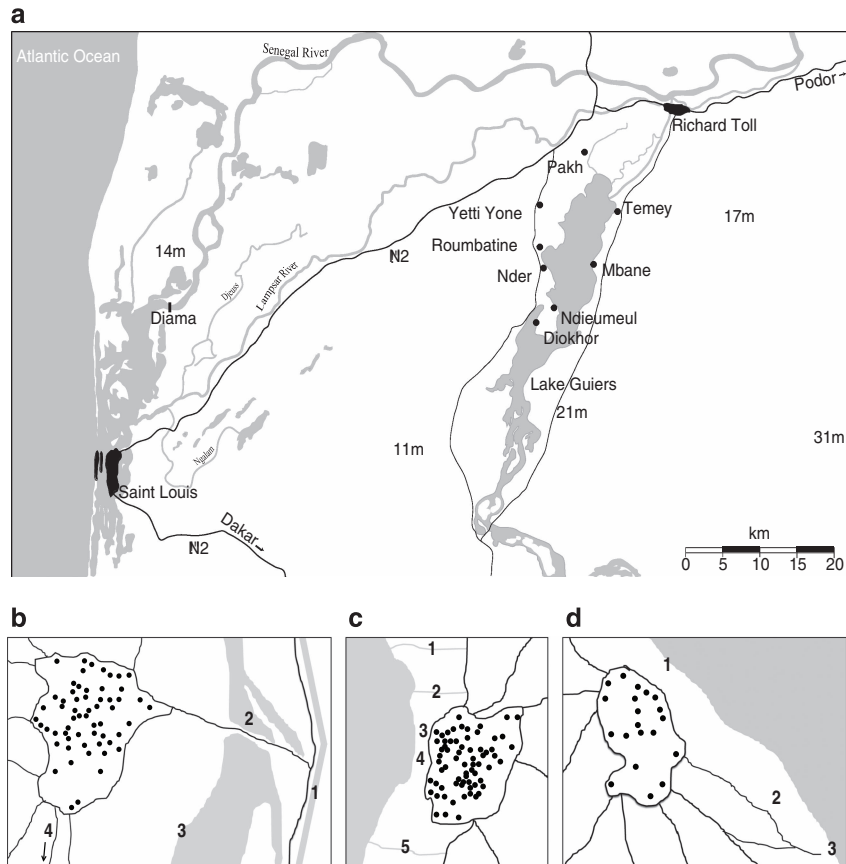 a
Atlantic Ocean
Senegal River
Podor
Richard Toll
Pakh
Yetti Yone
Temey
17m
Roumbatine
14m
N2
Nder
Mbane
Djeuss
Lampsar River
Diama
Ndieumeul
Diokhor
Lake Guiers
21m
11m
31m
Ngalam
Saint Louis
Dakar
N2
km
0 5 10 15 20
b
c
d
1
2
3
4
1
2
3
4
5
1
2
3